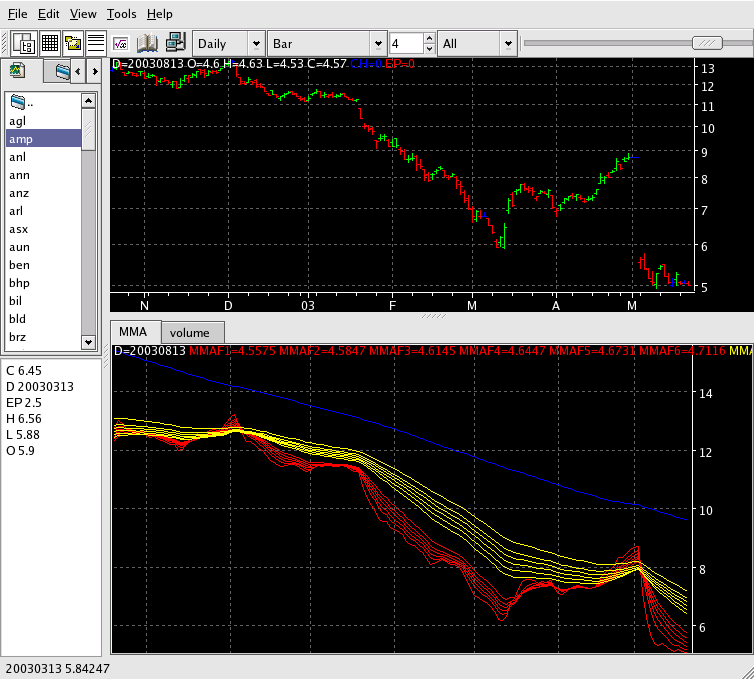 File Edit View Tools Help
Daily Bar 4 All
D=20030813 O=4.6 H=4.63 L=4.53 C=4.57 CH=0 EP=0
..
agl
amp
anl
ann
anz
arl
asx
aun
ben
bhp
bil
bld
brz
13
12
11
10
9
8
7
6
5
N D 03 F M A M
MMA volume
D=20030813 MMAF1=4.5575 MMAF2=4.5847 MMAF3=4.6145 MMAF4=4.6447 MMAF5=4.6731 MMAF6=4.7116 MMA
14
12
10
8
6
C 6.45
D 20030313
EP 2.5
H 6.56
L 5.88
O 5.9
20030313 5.84247